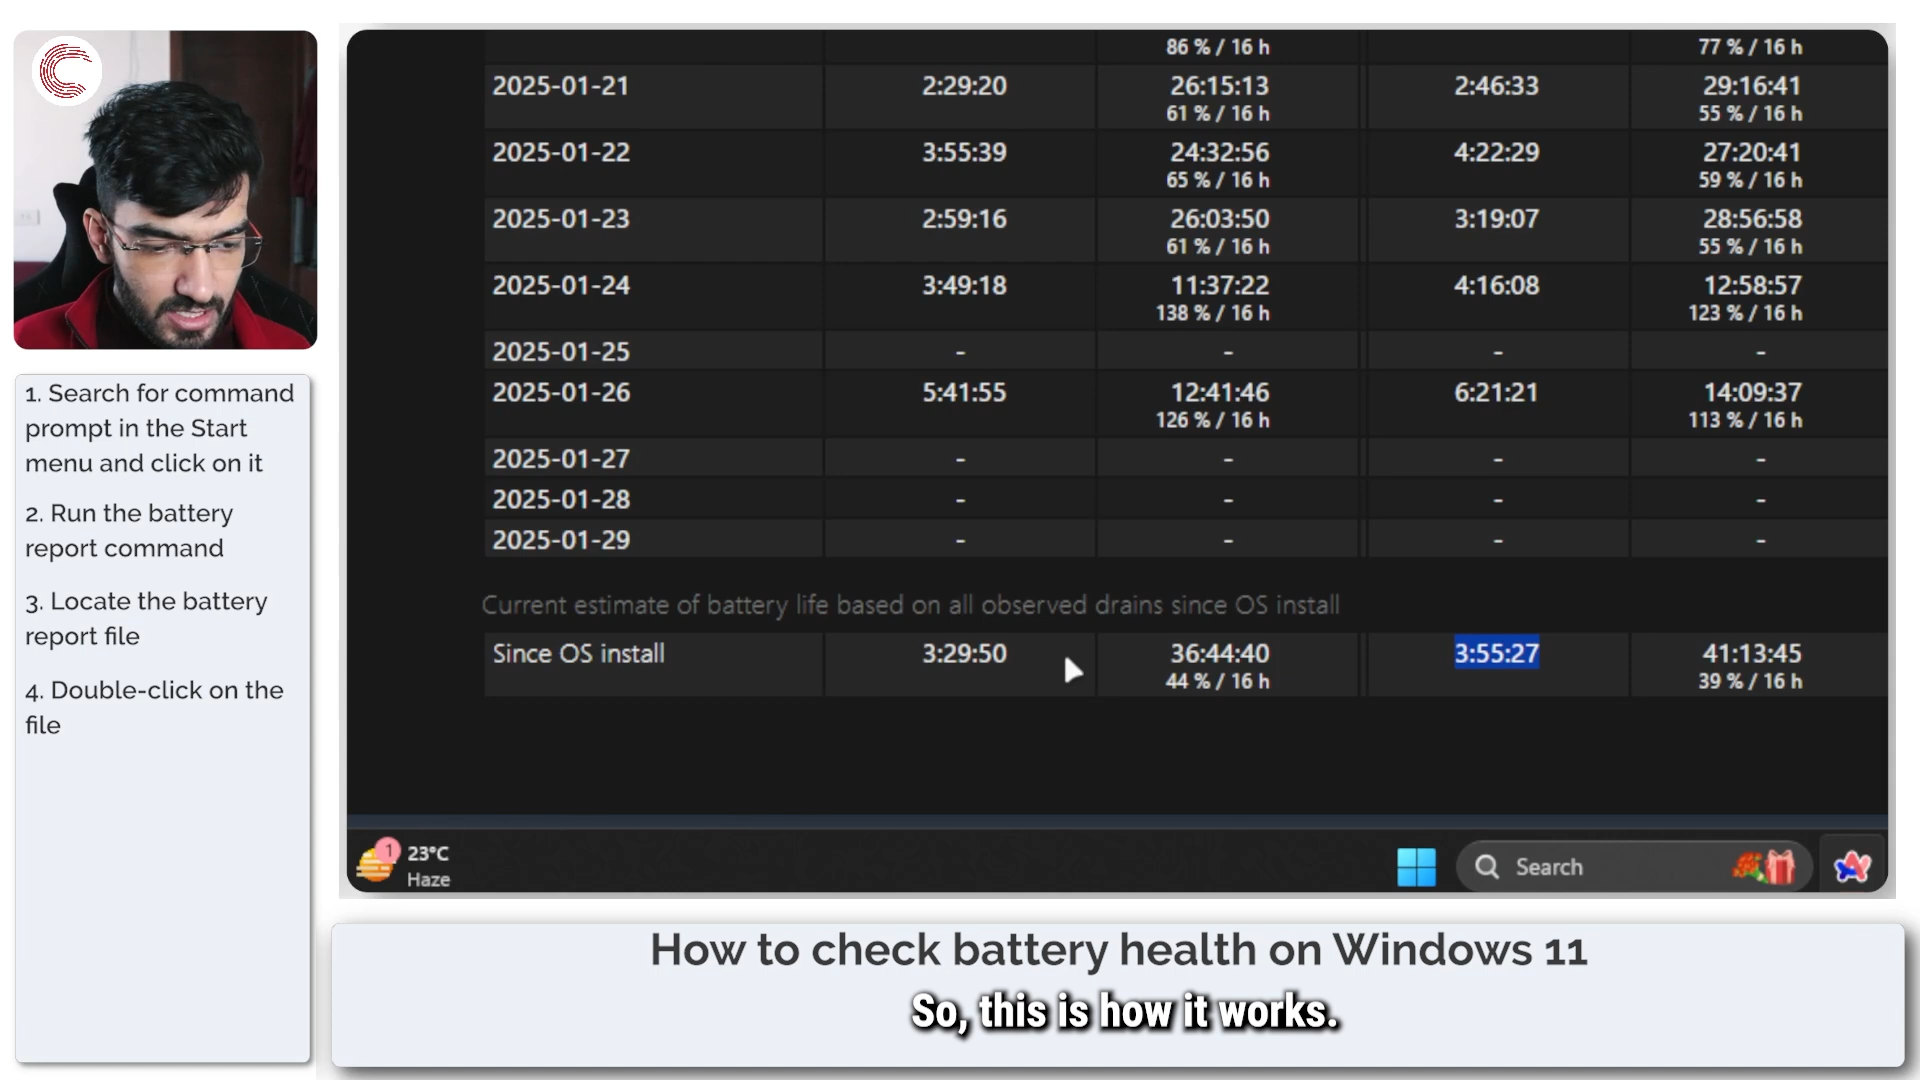 1. Search for command
prompt in the Start
menu and click on it
2. Run the battery
report command
3. Locate the battery
report file
4. Double-click on the
file
86 % / 16 h 77 % / 16 h
2025-01-21 2:29:20 26:15:13 2:46:33 29:16:41
61 % / 16 h 55 % / 16 h
2025-01-22 3:55:39 24:32:56 4:22:29 27:20:41
65 % / 16 h 59 % / 16 h
2025-01-23 2:59:16 26:03:50 3:19:07 28:56:58
61 % / 16 h 55 % / 16 h
2025-01-24 3:49:18 11:37:22 4:16:08 12:58:57
138 % / 16 h 123 % / 16 h
2025-01-25 - - - -
2025-01-26 5:41:55 12:41:46 6:21:21 14:09:37
126 % / 16 h 113 % / 16 h
2025-01-27 - - - -
2025-01-28 - - - -
2025-01-29 - - - -
Current estimate of battery life based on all observed drains since OS install
Since OS install 3:29:50 36:44:40 3:55:27 41:13:45
44 % / 16 h 39 % / 16 h
1 23°C
Haze
Search
How to check battery health on Windows 11
So, this is how it works.